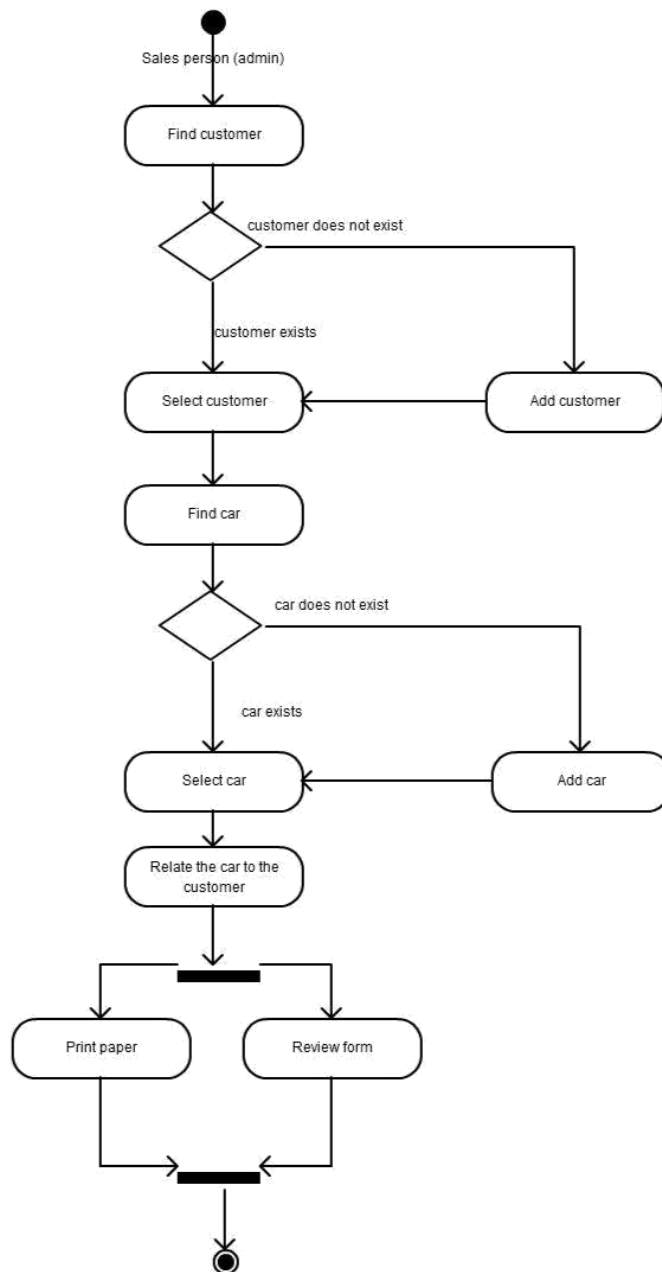 Sales person (admin)
Find customer
customer does not exist
customer exists
Select customer
Add customer
Find car
car does not exist
car exists
Select car
Add car
Relate the car to the
customer
Print paper
Review form